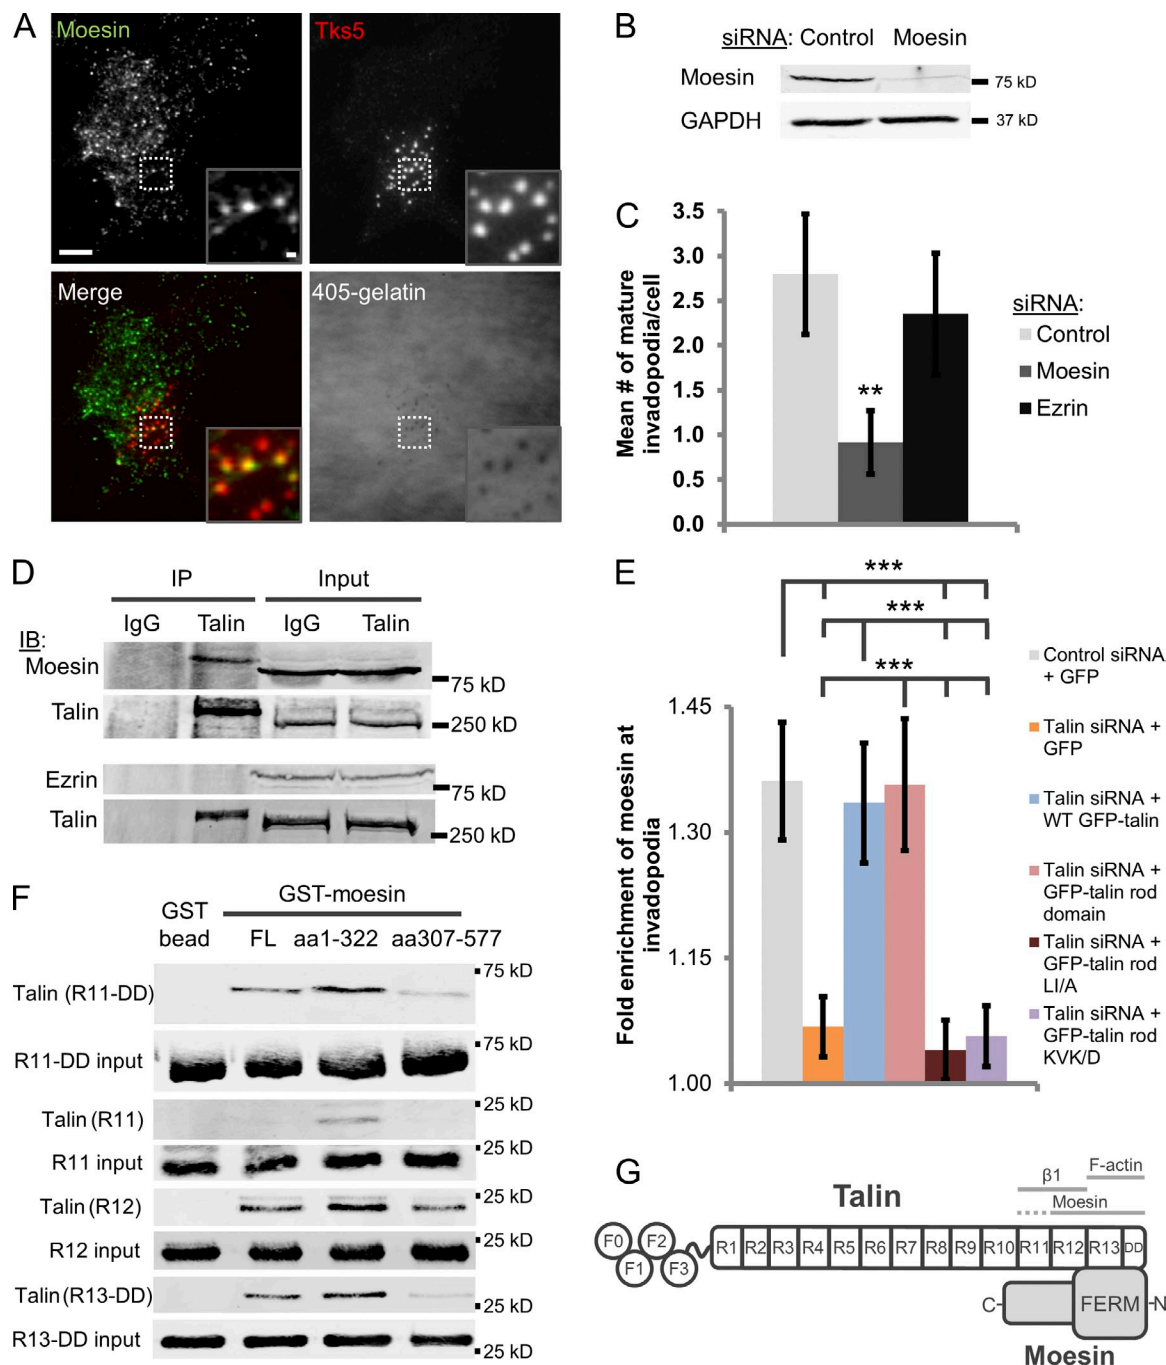 A
Moesin
Tks5
Merge
405-gelatin
B
siRNA: Control Moesin
Moesin
75 kD
GAPDH
37 kD
C
Mean # of mature
invadopodia/cell
3.5
3.0
2.5
2.0
1.5
1.0
0.5
0.0
**
siRNA:
Control
Moesin
Ezrin
D
IP Input
IgG Talin IgG Talin
IB:
Moesin
75 kD
Talin
250 kD
Ezrin
75 kD
Talin
250 kD
E
***
***
***
Fold enrichment of moesin at
invadopodia
1.45
1.30
1.15
1.00
Control siRNA
+ GFP
Talin siRNA +
GFP
Talin siRNA +
WT GFP-talin
Talin siRNA +
GFP-talin rod
domain
Talin siRNA +
GFP-talin rod
LI/A
Talin siRNA +
GFP-talin rod
KVK/D
F
GST
bead
GST-moesin
FL aa1-322 aa307-577
Talin (R11-DD)
75 kD
R11-DD input
75 kD
Talin (R11)
25 kD
R11 input
25 kD
Talin (R12)
25 kD
R12 input
25 kD
Talin (R13-DD)
25 kD
R13-DD input
25 kD
G
Talin
β1
F-actin
Moesin
F0 F1 F2 F3 R1 R2 R3 R4 R5 R6 R7 R8 R9 R10 R11 R12 R13 DD
C- FERM -N
Moesin